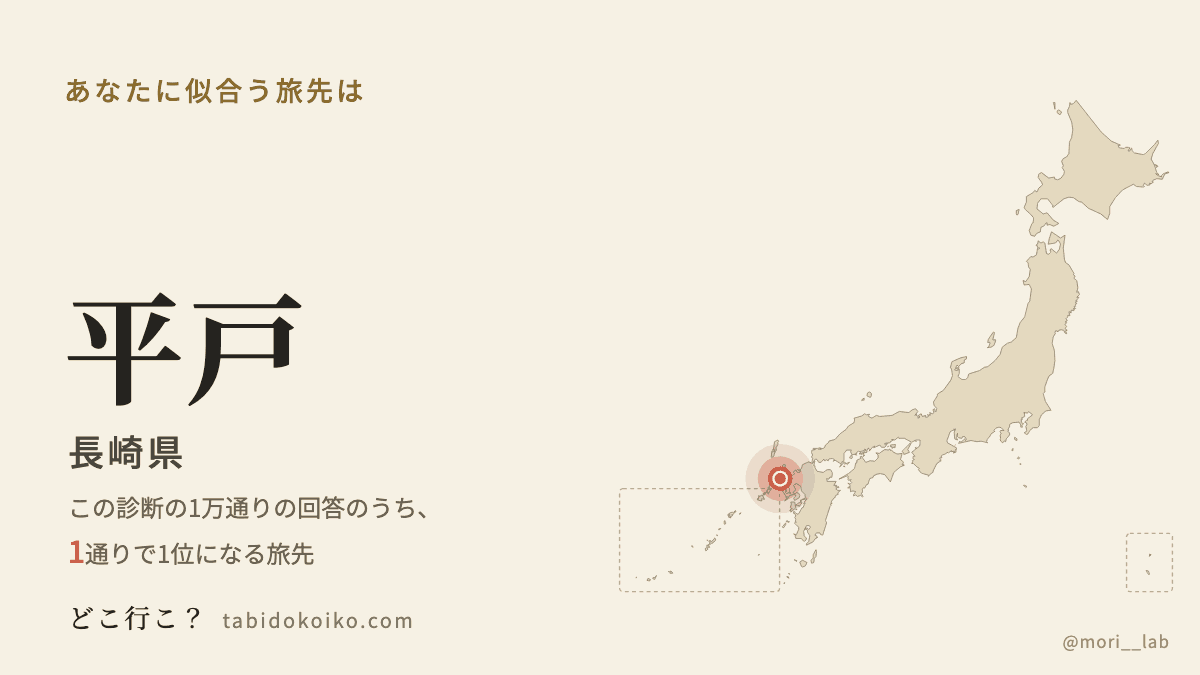 あなたに似合う旅先は
平戸
長崎県
この診断の1万通りの回答のうち、
1通りで1位になる旅先
どこ行こ？ tabidokoiko.com
@mori__lab